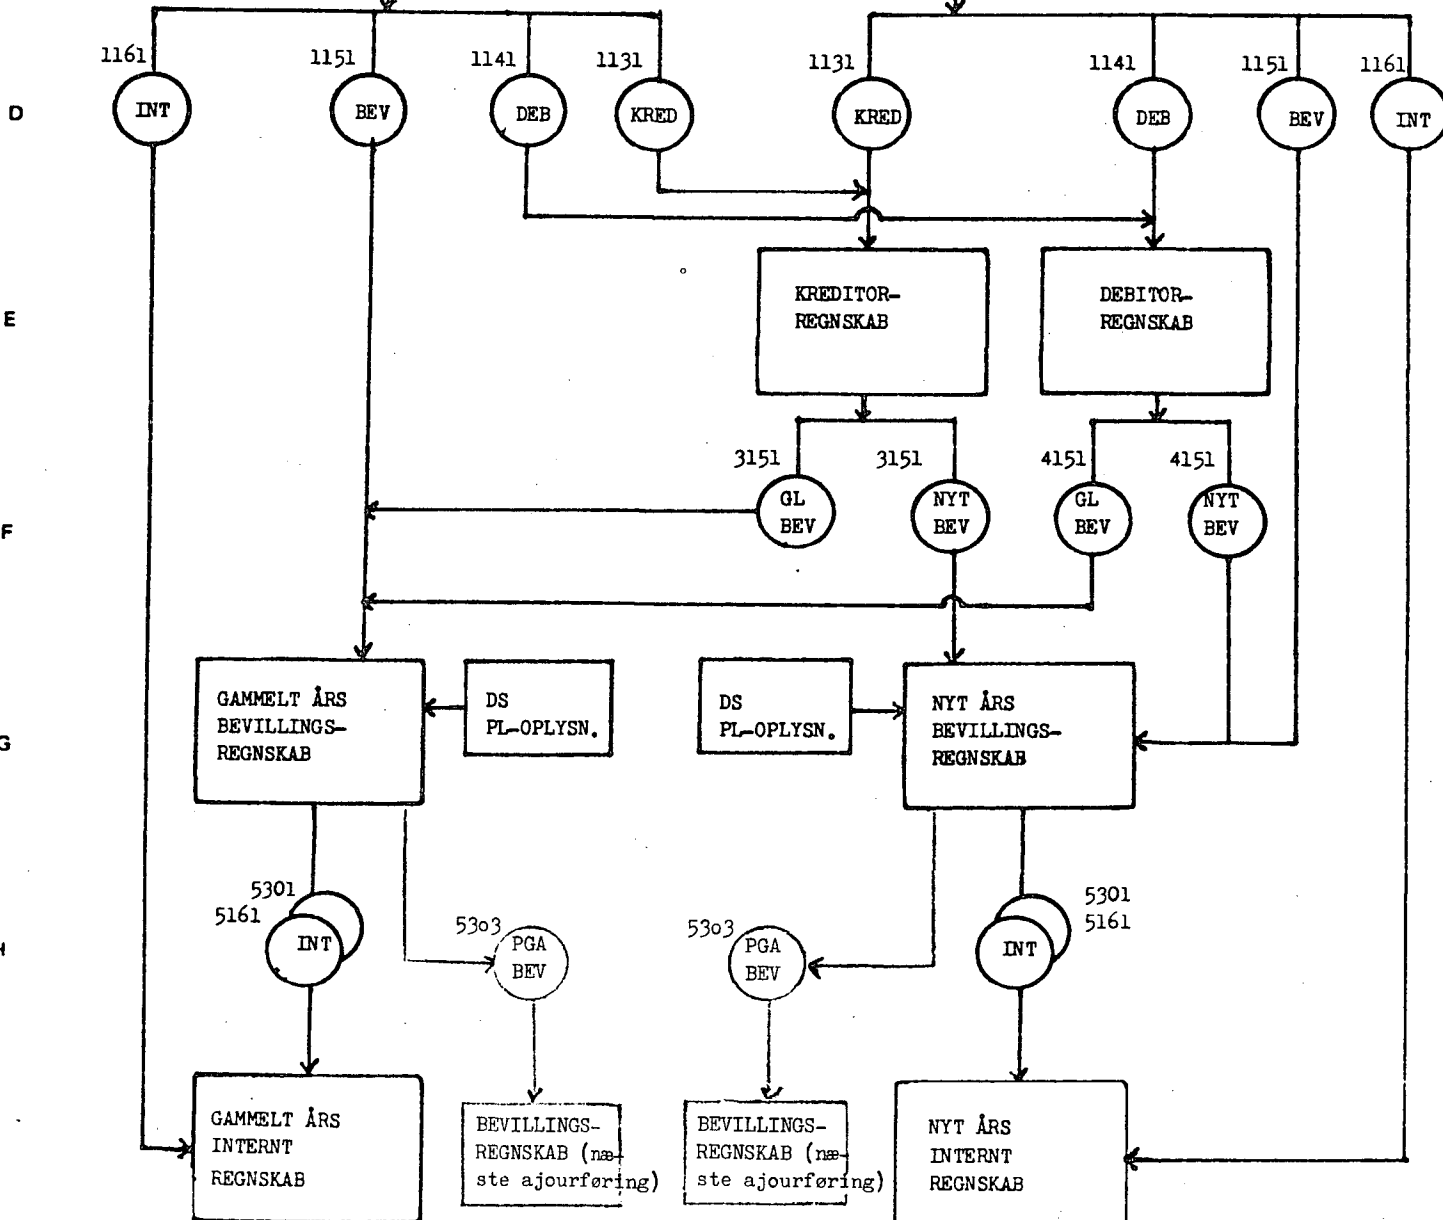 1161
1151
1141
1131
1131
1141
1151
1161
D
INT
BEV
DEB
KRED
KRED
DEB
BEV
INT
E
KREDITOR-
REGNSKAB
DEBITOR-
REGNSKAB
3151
3151
4151
4151
F
GL
BEV
NYT
BEV
GL
BEV
NYT
BEV
G
GAMMELT ÅRS
BEVILLINGS-
REGNSKAB
DS
PL-OPLYSN.
DS
PL-OPLYSN.
NYT ÅRS
BEVILLINGS-
REGNSKAB
H
5301
5161
INT
5303
PGA
BEV
5303
PGA
BEV
5301
5161
INT
GAMMELT ÅRS
INTERNT
REGNSKAB
BEVILLINGS-
REGNSKAB (næ-
ste ajourføring)
BEVILLINGS-
REGNSKAB (næ-
ste ajourføring)
NYT ÅRS
INTERNT
REGNSKAB